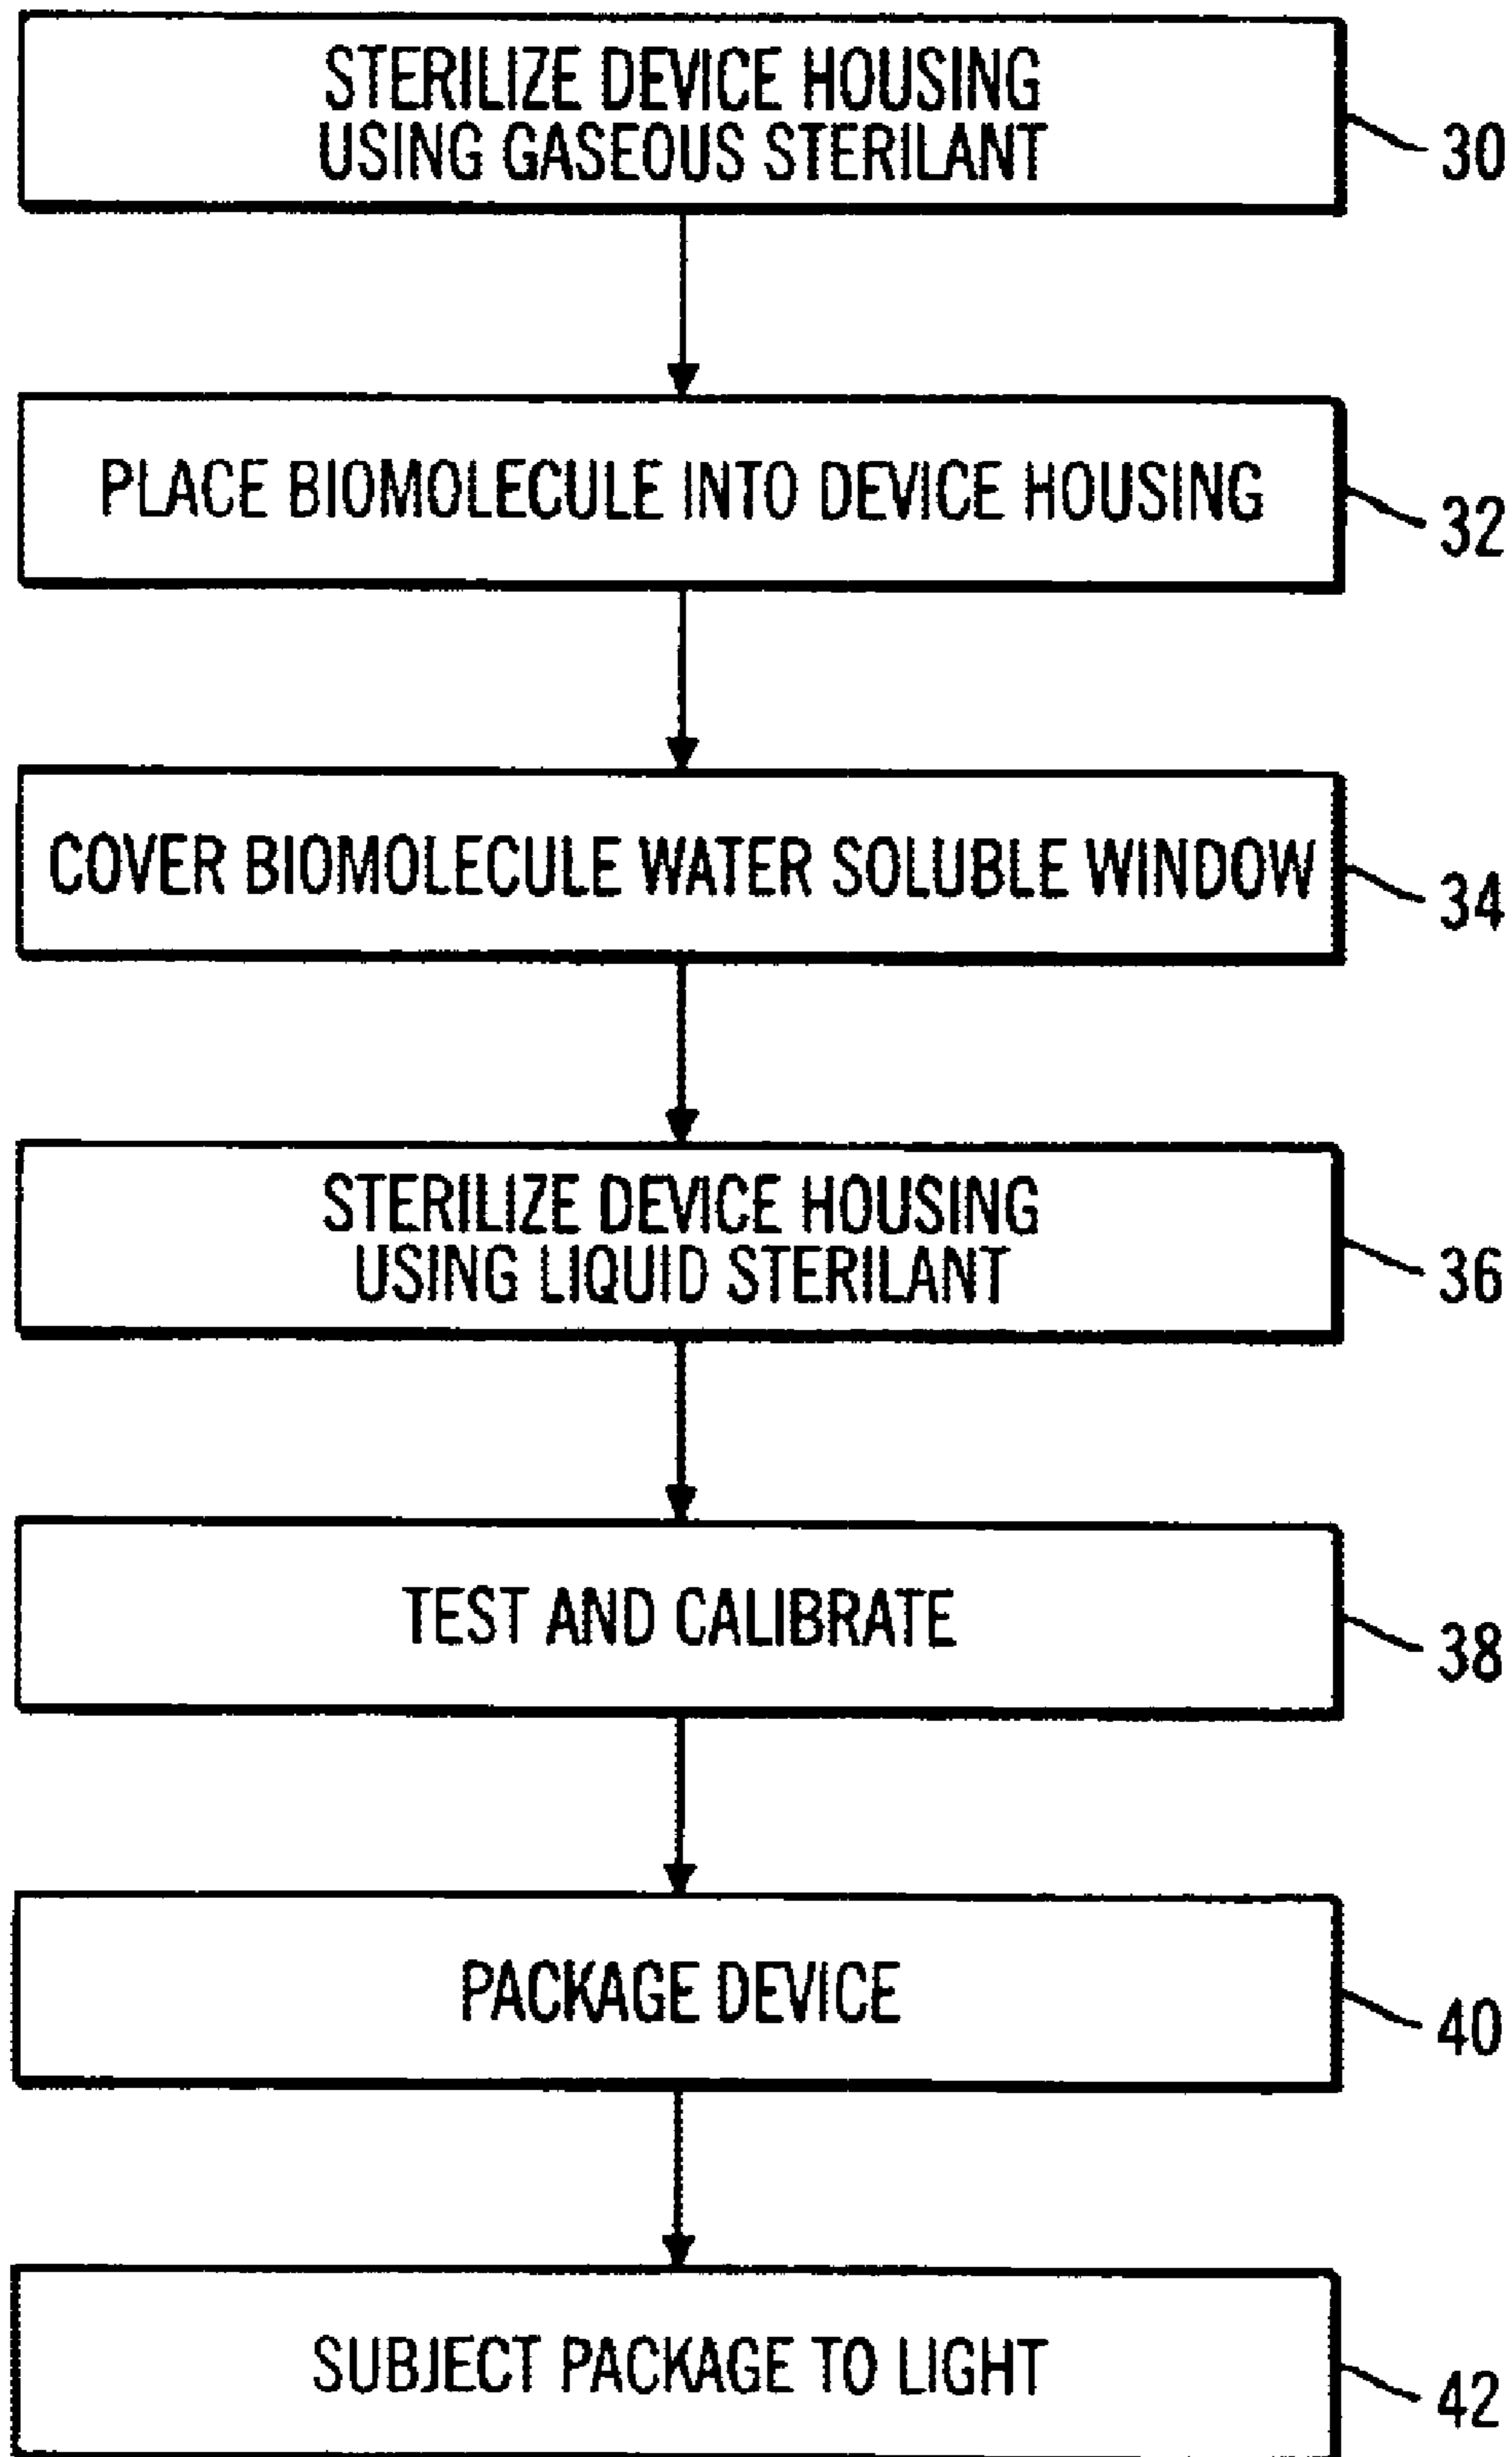 STERILIZE DEVICE HOUSING
USING GASEOUS STERILANT
30
PLACE BIOMOLECULE INTO DEVICE HOUSING
32
COVER BIOMOLECULE WATER SOLUBLE WINDOW
34
STERILIZE DEVICE HOUSING
USING LIQUID STERILANT
36
TEST AND CALIBRATE
38
PACKAGE DEVICE
40
SUBJECT PACKAGE TO LIGHT
42